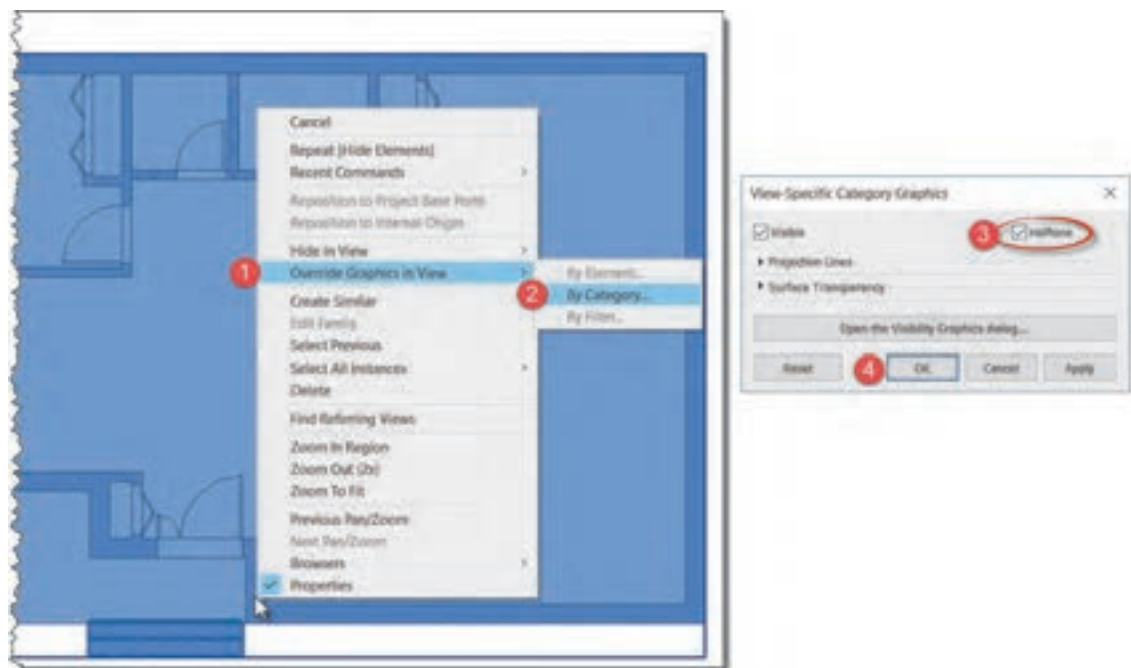 Cancel
Repeat [Hide Elements]
Recent Commands
Reposition to Project Base Point
Reposition to Internal Origin
Hide in View
1
Override Graphics in View
By Element...
2
By Category...
By Filter...
Create Similar
Edit Family
Select Previous
Select All Instances
Delete
Find Referring Views
Zoom In Region
Zoom Out (2x)
Zoom To Fit
Previous Pan/Zoom
Next Pan/Zoom
Browsers
Properties
View-Specific Category Graphics
Visible
3
Halftone
Projection Lines
Surface Transparency
Open the Visibility Graphics dialog...
Reset
4
OK
Cancel
Apply